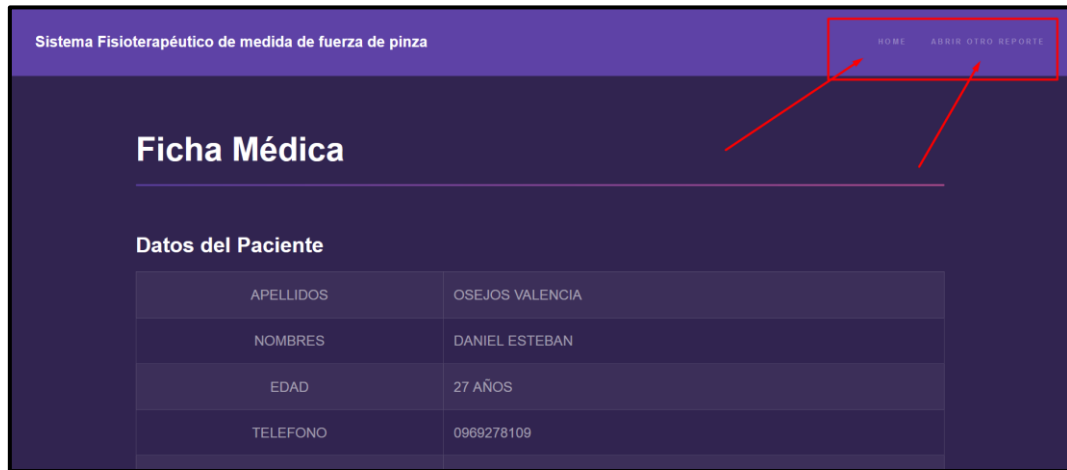 Sistema Fisioterapéutico de medida de fuerza de pinza
HOME ABRIR OTRO REPORTE
Ficha Médica
Datos del Paciente
APELLIDOS OSEJOS VALENCIA
NOMBRES DANIEL ESTEBAN
EDAD 27 AÑOS
TELEFONO 0969278109